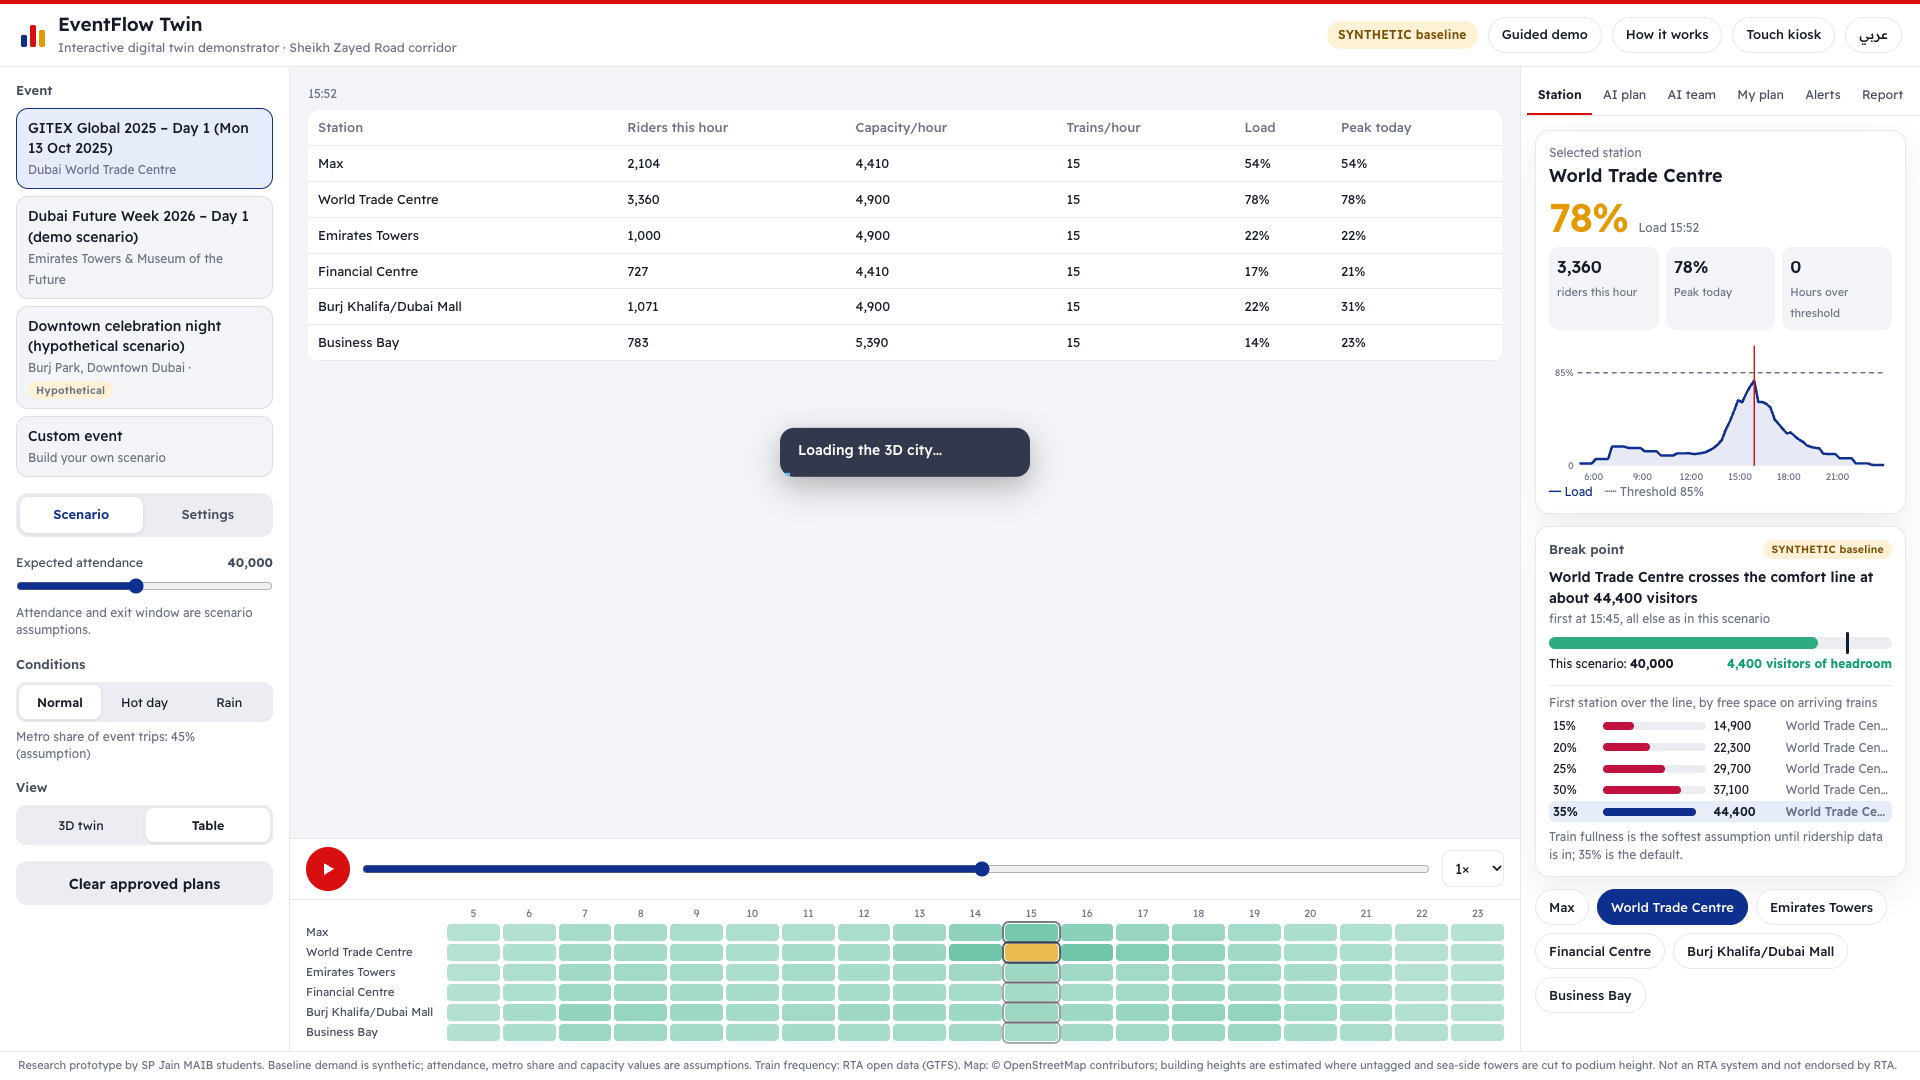 EventFlow Twin
Interactive digital twin demonstrator · Sheikh Zayed Road corridor
SYNTHETIC baseline
Guided demo
How it works
Touch kiosk
عربي
Event
GITEX Global 2025 – Day 1 (Mon
13 Oct 2025)
Dubai World Trade Centre
Dubai Future Week 2026 – Day 1
(demo scenario)
Emirates Towers & Museum of the
Future
Downtown celebration night
(hypothetical scenario)
Burj Park, Downtown Dubai ·
Hypothetical
Custom event
Build your own scenario
Scenario Settings
Expected attendance 40,000
Attendance and exit window are scenario
assumptions.
Conditions
Normal Hot day Rain
Metro share of event trips: 45%
(assumption)
View
3D twin Table
Clear approved plans
15:52
Station Riders this hour Capacity/hour Trains/hour Load Peak today
Max 2,104 4,410 15 54% 54%
World Trade Centre 3,360 4,900 15 78% 78%
Emirates Towers 1,000 4,900 15 22% 22%
Financial Centre 727 4,410 15 17% 21%
Burj Khalifa/Dubai Mall 1,071 4,900 15 22% 31%
Business Bay 783 5,390 15 14% 23%
Loading the 3D city...
1×
5 6 7 8 9 10 11 12 13 14 15 16 17 18 19 20 21 22 23
Max
World Trade Centre
Emirates Towers
Financial Centre
Burj Khalifa/Dubai Mall
Business Bay
Station AI plan AI team My plan Alerts Report
Selected station
World Trade Centre
78% Load 15:52
3,360 78% 0
riders this hour Peak today Hours over
threshold
85%
0
6:00 9:00 12:00 15:00 18:00 21:00
Load Threshold 85%
Break point SYNTHETIC baseline
World Trade Centre crosses the comfort line at
about 44,400 visitors
first at 15:45, all else as in this scenario
This scenario: 40,000 4,400 visitors of headroom
First station over the line, by free space on arriving trains
15% 14,900 World Trade Cen...
20% 22,300 World Trade Cen...
25% 29,700 World Trade Cen...
30% 37,100 World Trade Cen...
35% 44,400 World Trade Ce...
Train fullness is the softest assumption until ridership data
is in; 35% is the default.
Max World Trade Centre Emirates Towers
Financial Centre Burj Khalifa/Dubai Mall
Business Bay
Research prototype by SP Jain MAIB students. Baseline demand is synthetic; attendance, metro share and capacity values are assumptions. Train frequency: RTA open data (GTFS). Map: © OpenStreetMap contributors; building heights are estimated where untagged and sea-side towers are cut to podium height. Not an RTA system and not endorsed by RTA.